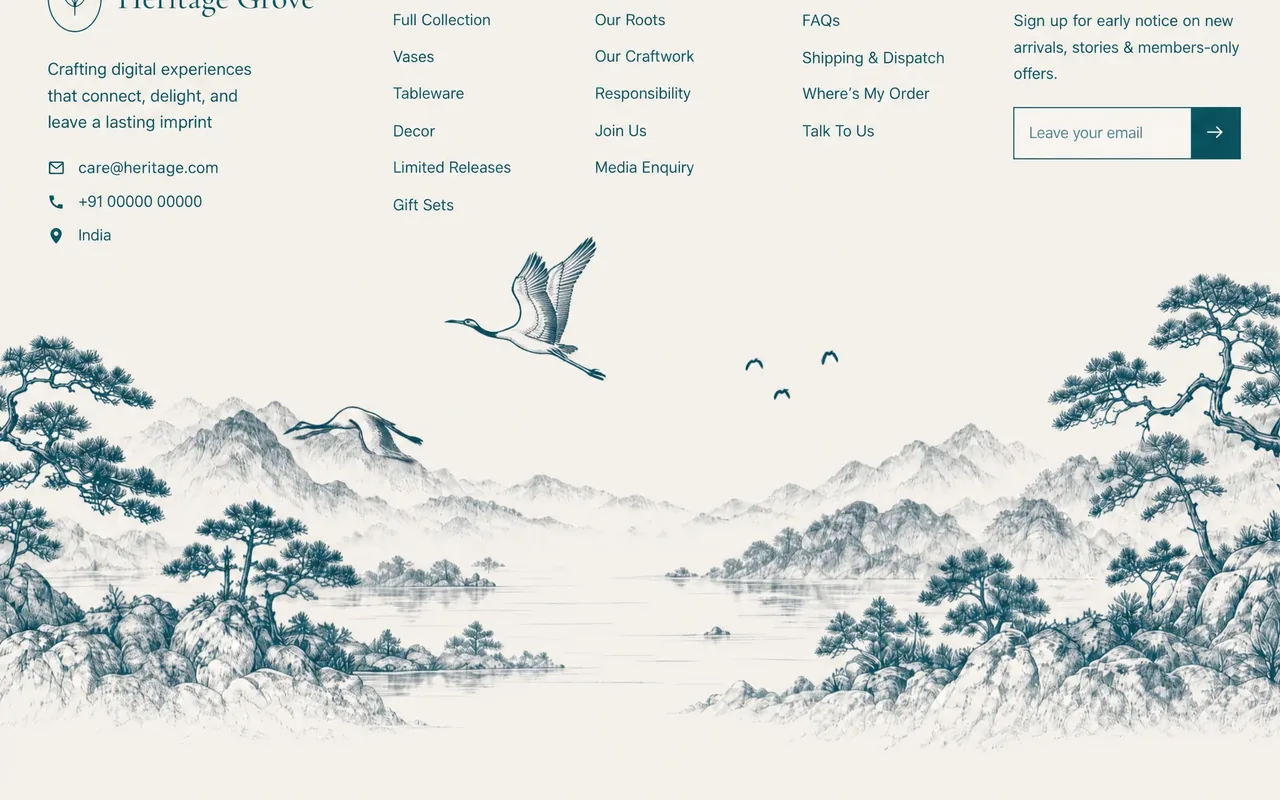 Heritage Grove
Crafting digital experiences
that connect, delight, and
leave a lasting imprint
care@heritage.com
+91 00000 00000
India
Full Collection
Vases
Tableware
Decor
Limited Releases
Gift Sets
Our Roots
Our Craftwork
Responsibility
Join Us
Media Enquiry
FAQs
Shipping & Dispatch
Where's My Order
Talk To Us
Sign up for early notice on new
arrivals, stories & members-only
offers.
Leave your email